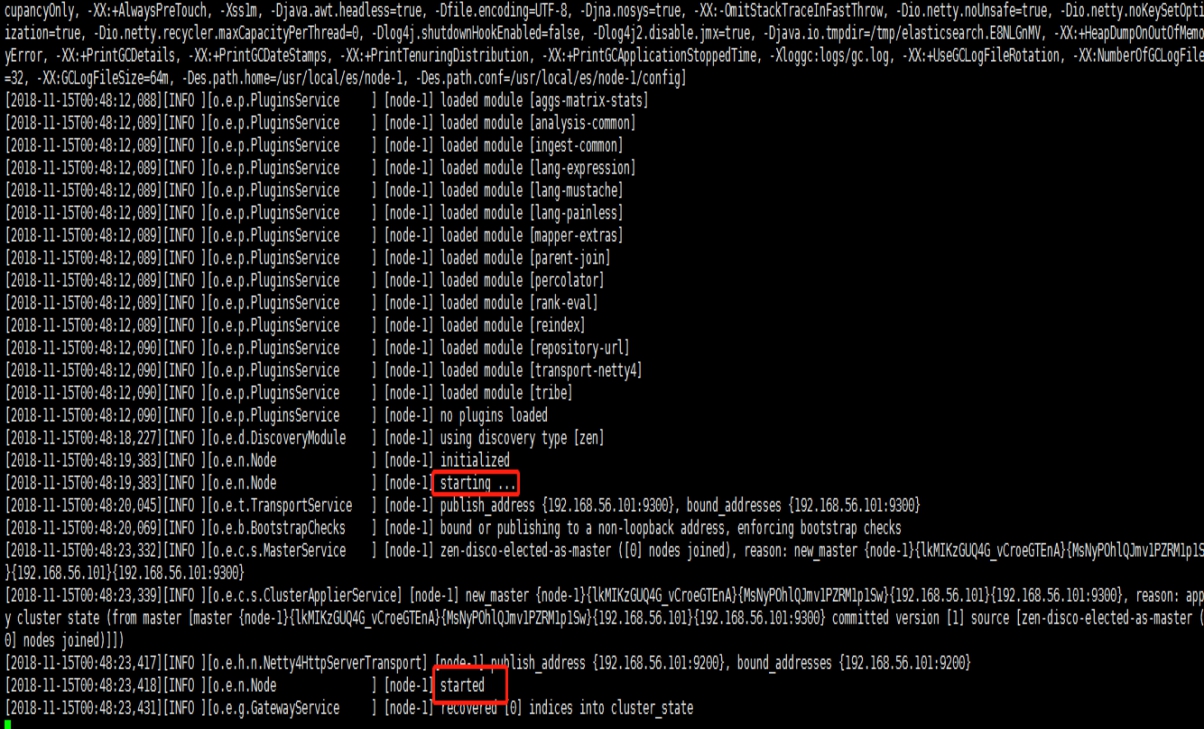 cupancyOnly, -XX:+AlwaysPreTouch, -Xss1m, -Djava.awt.headless=true, -Dfile.encoding=UTF-8, -Djna.nosys=true, -XX:-OmitStackTraceInFastThrow, -Dio.netty.noUnsafe=true, -Dio.netty.noKeySetOpti
ization=true, -Dio.netty.recycler.maxCapacityPerThread=0, -Dlog4j.shutdownHookEnabled=false, -Dlog4j2.disable.jmx=true, -Djava.io.tmpdir=/tmp/elasticsearch.E8NLGnMV, -XX:+HeapDumpOnOutOfMemo
yError, -XX:+PrintGCDetails, -XX:+PrintGCDateStamps, -XX:+PrintTenuringDistribution, -XX:+PrintGCApplicationStoppedTime, -Xloggc:logs/gc.log, -XX:+UseGCLogFileRotation, -XX:NumberOfGCLogFile
=32, -XX:GCLogFileSize=64m, -Des.path.home=/usr/local/es/node-1, -Des.path.conf=/usr/local/es/node-1/config]
[2018-11-15T00:48:12,088][INFO ][o.e.p.PluginsService     ] [node-1] loaded module [aggs-matrix-stats]
[2018-11-15T00:48:12,089][INFO ][o.e.p.PluginsService     ] [node-1] loaded module [analysis-common]
[2018-11-15T00:48:12,089][INFO ][o.e.p.PluginsService     ] [node-1] loaded module [ingest-common]
[2018-11-15T00:48:12,089][INFO ][o.e.p.PluginsService     ] [node-1] loaded module [lang-expression]
[2018-11-15T00:48:12,089][INFO ][o.e.p.PluginsService     ] [node-1] loaded module [lang-mustache]
[2018-11-15T00:48:12,089][INFO ][o.e.p.PluginsService     ] [node-1] loaded module [lang-painless]
[2018-11-15T00:48:12,089][INFO ][o.e.p.PluginsService     ] [node-1] loaded module [mapper-extras]
[2018-11-15T00:48:12,089][INFO ][o.e.p.PluginsService     ] [node-1] loaded module [parent-join]
[2018-11-15T00:48:12,089][INFO ][o.e.p.PluginsService     ] [node-1] loaded module [percolator]
[2018-11-15T00:48:12,089][INFO ][o.e.p.PluginsService     ] [node-1] loaded module [rank-eval]
[2018-11-15T00:48:12,089][INFO ][o.e.p.PluginsService     ] [node-1] loaded module [reindex]
[2018-11-15T00:48:12,090][INFO ][o.e.p.PluginsService     ] [node-1] loaded module [repository-url]
[2018-11-15T00:48:12,090][INFO ][o.e.p.PluginsService     ] [node-1] loaded module [transport-netty4]
[2018-11-15T00:48:12,090][INFO ][o.e.p.PluginsService     ] [node-1] loaded module [tribe]
[2018-11-15T00:48:12,090][INFO ][o.e.p.PluginsService     ] [node-1] no plugins loaded
[2018-11-15T00:48:18,227][INFO ][o.e.d.DiscoveryModule    ] [node-1] using discovery type [zen]
[2018-11-15T00:48:19,383][INFO ][o.e.n.Node               ] [node-1] initialized
[2018-11-15T00:48:19,383][INFO ][o.e.n.Node               ] [node-1] starting ...
[2018-11-15T00:48:20,045][INFO ][o.e.t.TransportService   ] [node-1] publish_address {192.168.56.101:9300}, bound_addresses {192.168.56.101:9300}
[2018-11-15T00:48:20,069][INFO ][o.e.b.BootstrapChecks    ] [node-1] bound or publishing to a non-loopback address, enforcing bootstrap checks
[2018-11-15T00:48:23,332][INFO ][o.e.c.s.MasterService    ] [node-1] zen-disco-elected-as-master ([0] nodes joined), reason: new_master {node-1}{lkMIKzGUQ4G_vCroeGTEnA}{MsNyPOhlQJmv1PZRM1p1S
}{192.168.56.101}{192.168.56.101:9300}
[2018-11-15T00:48:23,339][INFO ][o.e.c.s.ClusterApplierService] [node-1] new_master {node-1}{lkMIKzGUQ4G_vCroeGTEnA}{MsNyPOhlQJmv1PZRM1p1Sw}{192.168.56.101}{192.168.56.101:9300}, reason: app
y cluster state (from master [master {node-1}{lkMIKzGUQ4G_vCroeGTEnA}{MsNyPOhlQJmv1PZRM1p1Sw}{192.168.56.101}{192.168.56.101:9300} committed version [1] source [zen-disco-elected-as-master (
0] nodes joined)]])
[2018-11-15T00:48:23,417][INFO ][o.e.h.n.Netty4HttpServerTransport] [node-1] publish_address {192.168.56.101:9200}, bound_addresses {192.168.56.101:9200}
[2018-11-15T00:48:23,418][INFO ][o.e.n.Node               ] [node-1] started
[2018-11-15T00:48:23,431][INFO ][o.e.g.GatewayService     ] [node-1] recovered [0] indices into cluster_state